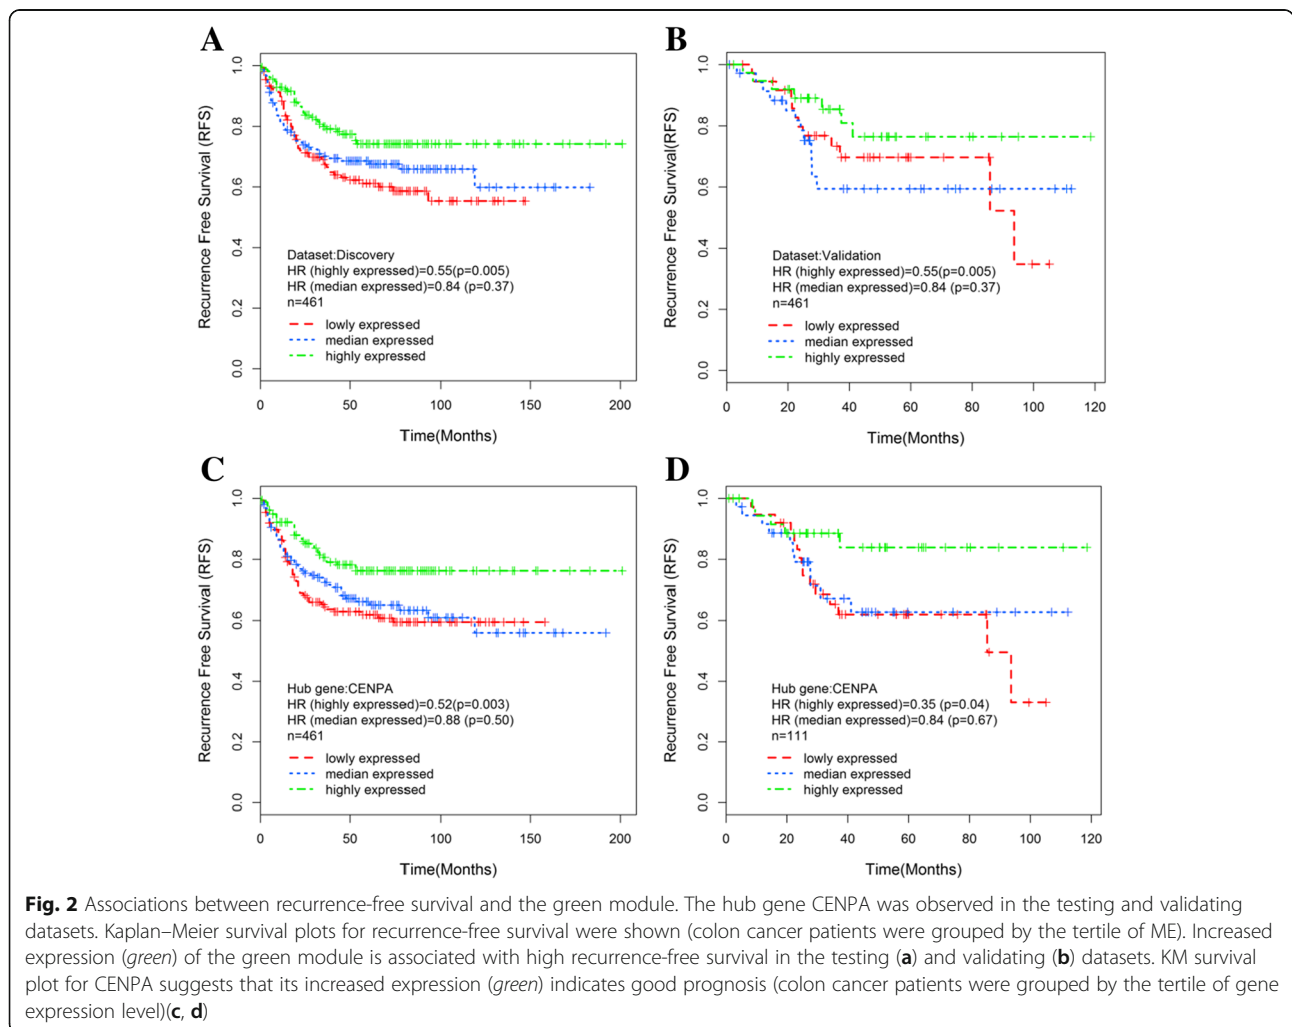 A
Recurrence Free Survival (RFS)
1.0
0.8
0.6
0.4
0.2
0.0
Dataset:Discovery
HR (highly expressed)=0.55(p=0.005)
HR (median expressed)=0.84 (p=0.37)
n=461
lowly expressed
median expressed
highly expressed
0 50 100 150 200
Time(Months)
B
Recurrence Free Survival(RFS)
1.0
0.8
0.6
0.4
0.2
0.0
Dataset:Validation
HR (highly expressed)=0.55(p=0.005)
HR (median expressed)=0.84 (p=0.37)
n=461
lowly expressed
median expressed
highly expressed
0 20 40 60 80 100 120
Time(Months)
C
Recurrence Free Survival (RFS)
1.0
0.8
0.6
0.4
0.2
0.0
Hub gene:CENPA
HR (highly expressed)=0.52(p=0.003)
HR (median expressed)=0.88 (p=0.50)
n=461
lowly expressed
median expressed
highly expressed
0 50 100 150 200
Time(Months)
D
Recurrence Free Survival (RFS)
1.0
0.8
0.6
0.4
0.2
0.0
Hub gene:CENPA
HR (highly expressed)=0.35 (p=0.04)
HR (median expressed)=0.84 (p=0.67)
n=111
lowly expressed
median expressed
highly expressed
0 20 40 60 80 100 120
Time(Months)
Fig. 2 Associations between recurrence-free survival and the green module. The hub gene CENPA was observed in the testing and validating
datasets. Kaplan–Meier survival plots for recurrence-free survival were shown (colon cancer patients were grouped by the tertile of ME). Increased
expression (green) of the green module is associated with high recurrence-free survival in the testing (a) and validating (b) datasets. KM survival
plot for CENPA suggests that its increased expression (green) indicates good prognosis (colon cancer patients were grouped by the tertile of gene
expression level)(c, d)